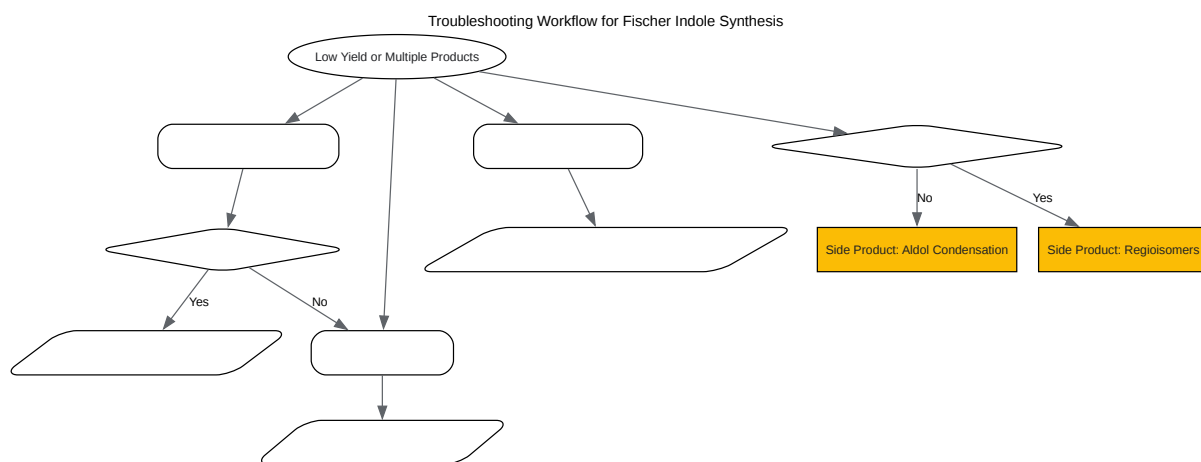 Troubleshooting Workflow for Fischer Indole Synthesis
Low Yield or Multiple Products
No
Yes
Side Product: Aldol Condensation
Side Product: Regioisomers
Yes
No